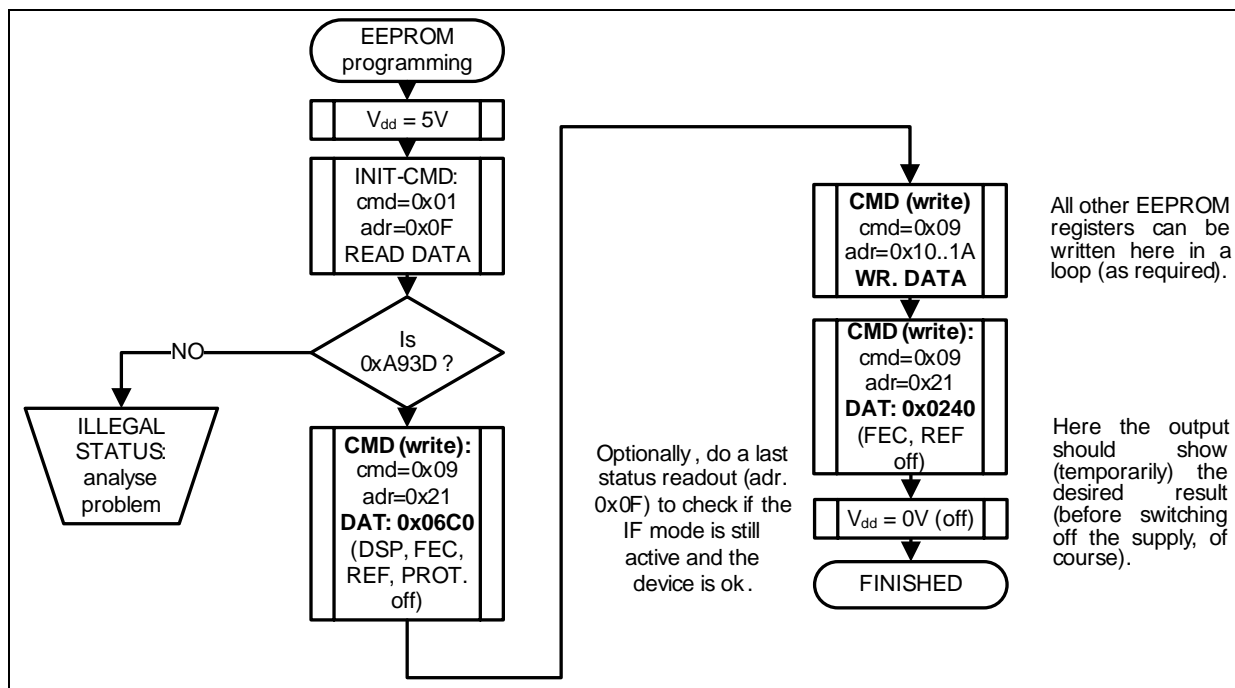 EEPROM
programming
Vdd = 5V
INIT-CMD:
cmd=0x01
adr=0x0F
READ DATA
Is
0xA93D ?
NO
ILLEGAL
STATUS:
analyse
problem
CMD (write):
cmd=0x09
adr=0x21
DAT: 0x06C0
(DSP, FEC,
REF, PROT.
off)
CMD (write)
cmd=0x09
adr=0x10..1A
WR. DATA
All other EEPROM
registers can be
written here in a
loop (as required).
CMD (write):
cmd=0x09
adr=0x21
DAT: 0x0240
(FEC, REF
off)
Optionally, do a last
status readout (adr.
0x0F) to check if the
IF mode is still
active and the
device is ok.
Here the output
should show
(temporarily) the
desired result
(before switching
off the supply, of
course).
Vdd = 0V (off)
FINISHED